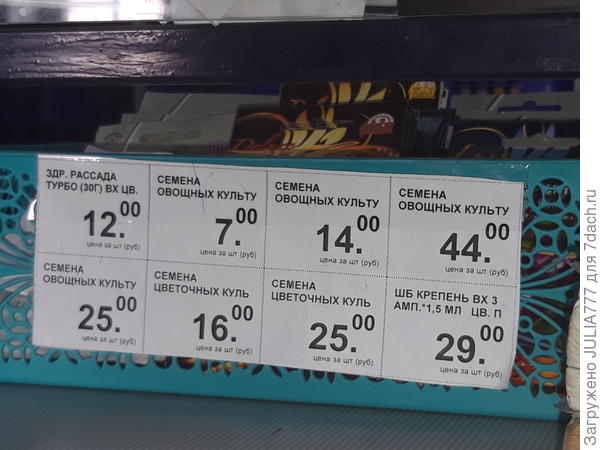 ЗДР. РАССАДА
ТУРБО (30Г) ВХ ЦВ.
12.00
цена за шт (руб)
СЕМЕНА
ОВОЩНЫХ КУЛЬТУ
7.00
цена за шт (руб)
СЕМЕНА
ОВОЩНЫХ КУЛЬТУ
14.00
цена за шт (руб)
СЕМЕНА
ОВОЩНЫХ КУЛЬТУ
44.00
цена за шт (руб)
СЕМЕНА
ОВОЩНЫХ КУЛЬТУ
25.00
цена за шт (руб)
СЕМЕНА
ЦВЕТОЧНЫХ КУЛЬ
16.00
цена за шт (руб)
СЕМЕНА
ЦВЕТОЧНЫХ КУЛЬ
25.00
цена за шт (руб)
ШБ КРЕПЕНЬ ВХ 3
АМП.*1,5 МЛ ЦВ. П
29.00
цена за шт (руб)
Загружено JULIA777 для 7dach.ru